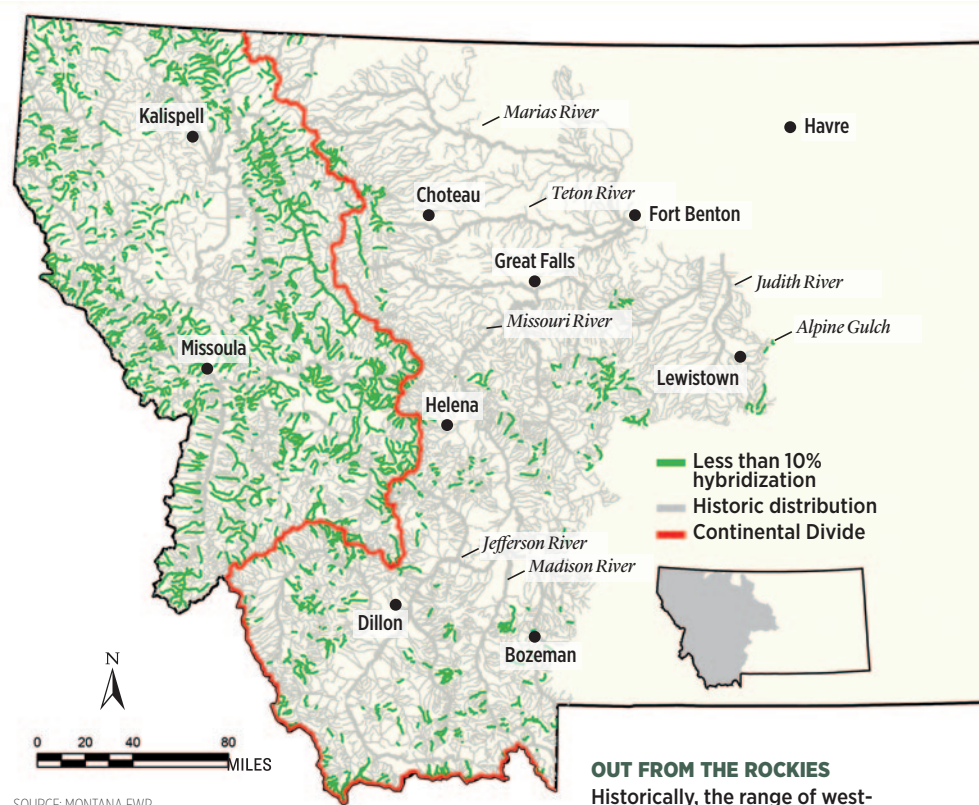 Kalispell
Marias River
Havre
Choteau
Teton River
Fort Benton
Great Falls
Judith River
Missouri River
Alpine Gulch
Missoula
Lewistown
Helena
Less than 10%
hybridization
Historic distribution
Continental Divide
Jefferson River
Madison River
Dillon
Bozeman
N
0 20 40 80
MILES
SOURCE: MONTANA FWP
OUT FROM THE ROCKIES
Historically, the range of west-